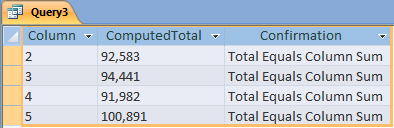 Query3
Column ComputedTotal Confirmation
2 92,583 Total Equals Column Sum
3 94,441 Total Equals Column Sum
4 91,982 Total Equals Column Sum
5 100,891 Total Equals Column Sum